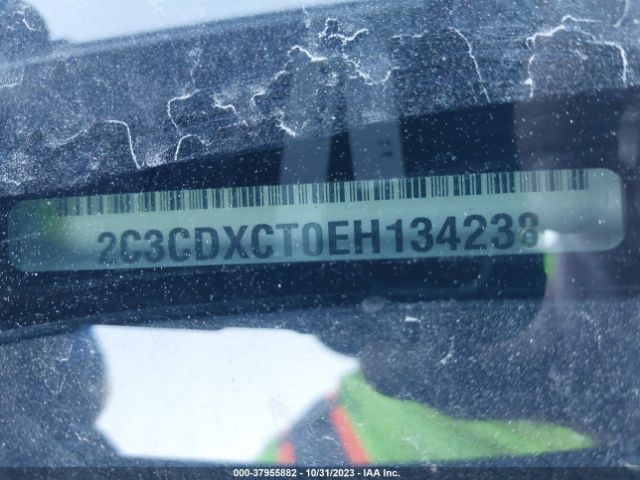 2C3CDXCT0EH134238
000-37955882 - 10/31/2023 - IAA Inc.